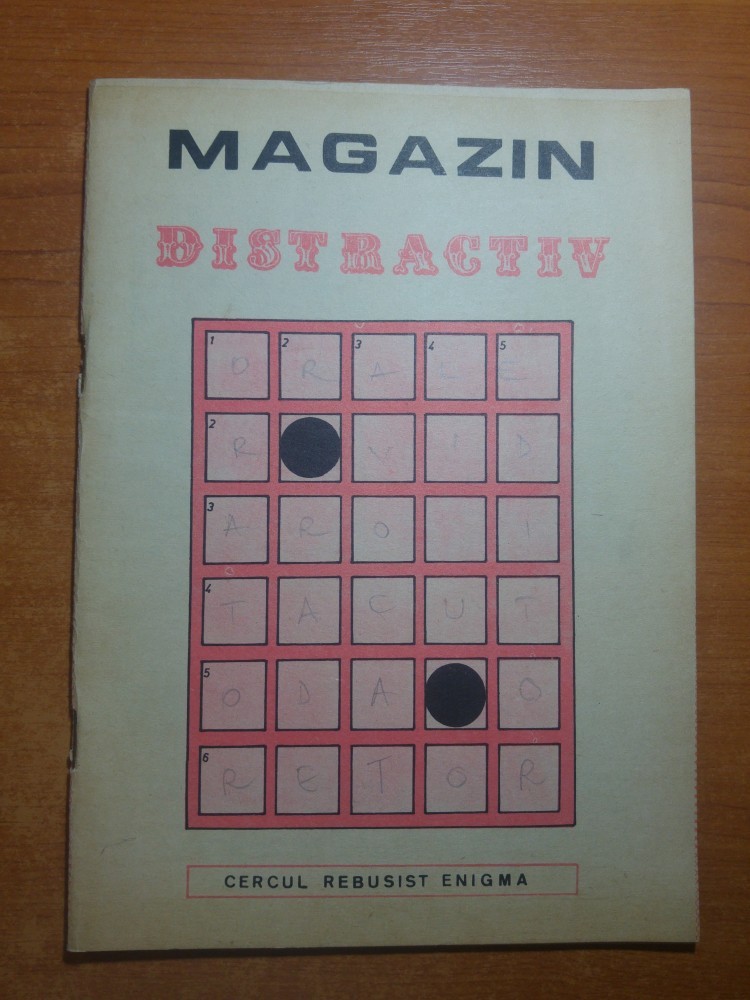 MAGAZIN
DISTRACTIV
1 2 3 4 5
O R A L E
2 R V I D
3 A R O I
4 T A C U T
5 O D A O
6 R E T O R
CERCUL REBUSIST ENIGMA